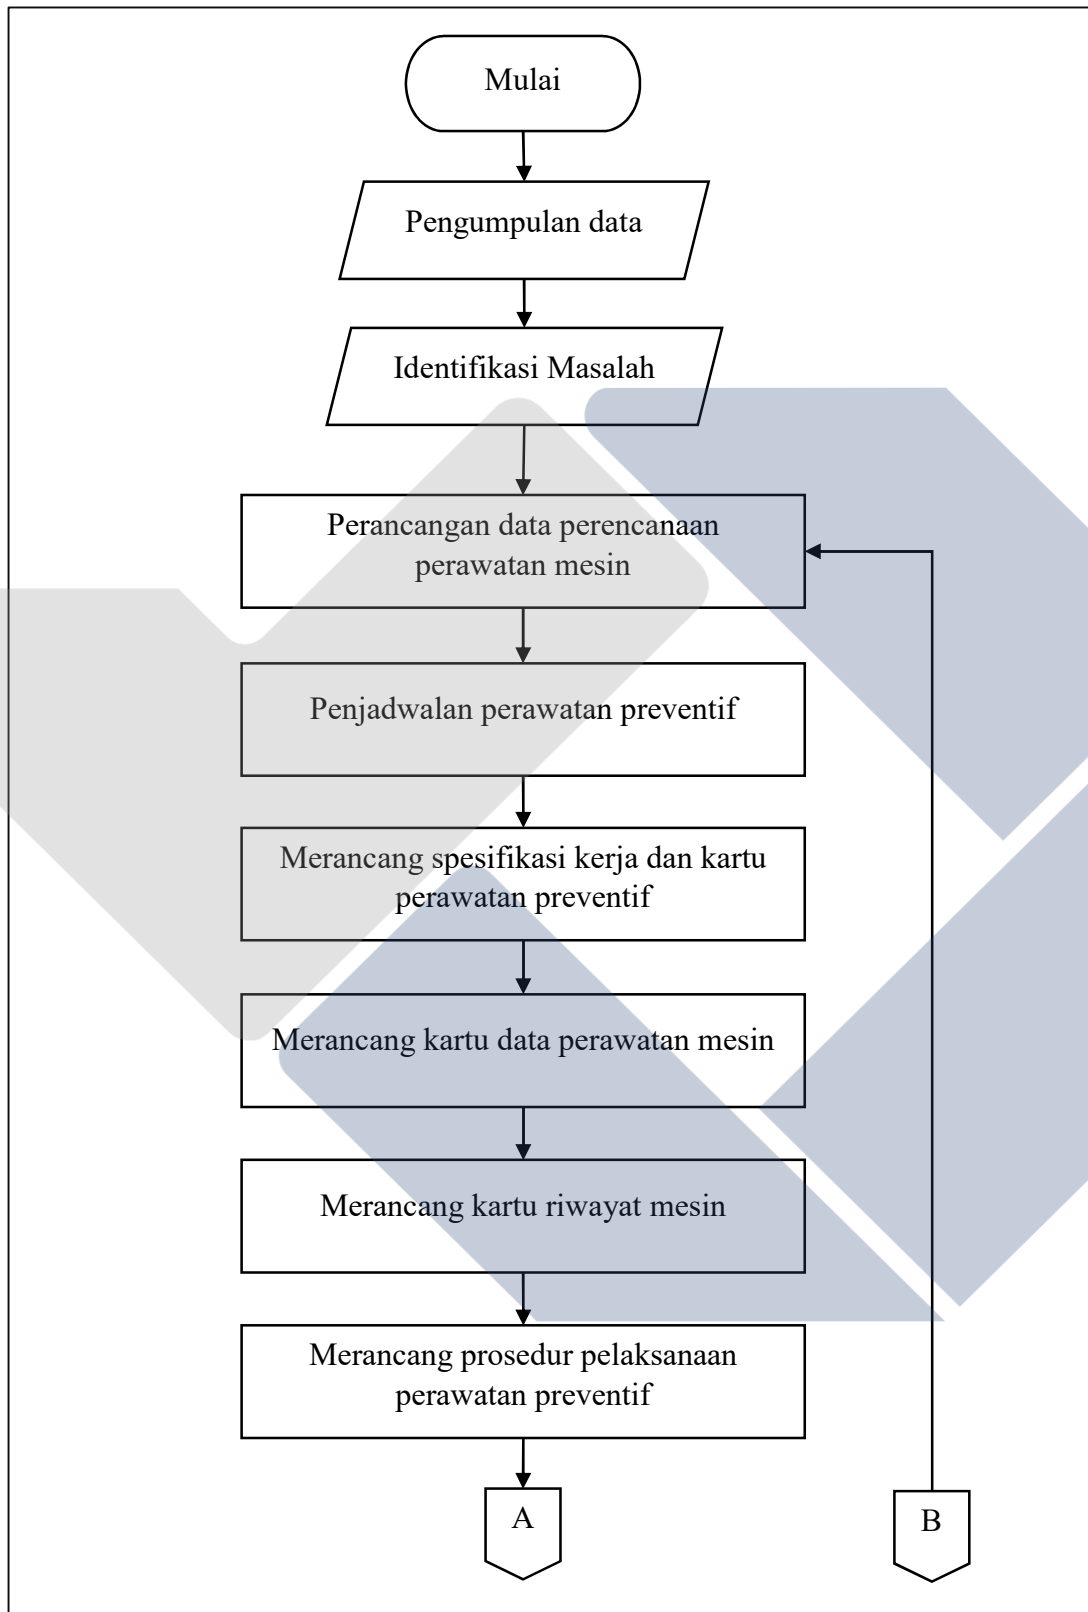 Mulai
Pengumpulan data
Identifikasi Masalah
Perancangan data perencanaan
perawatan mesin
Penjadwalan perawatan preventif
Merancang spesifikasi kerja dan kartu
perawatan preventif
Merancang kartu data perawatan mesin
Merancang kartu riwayat mesin
Merancang prosedur pelaksanaan
perawatan preventif
A
B